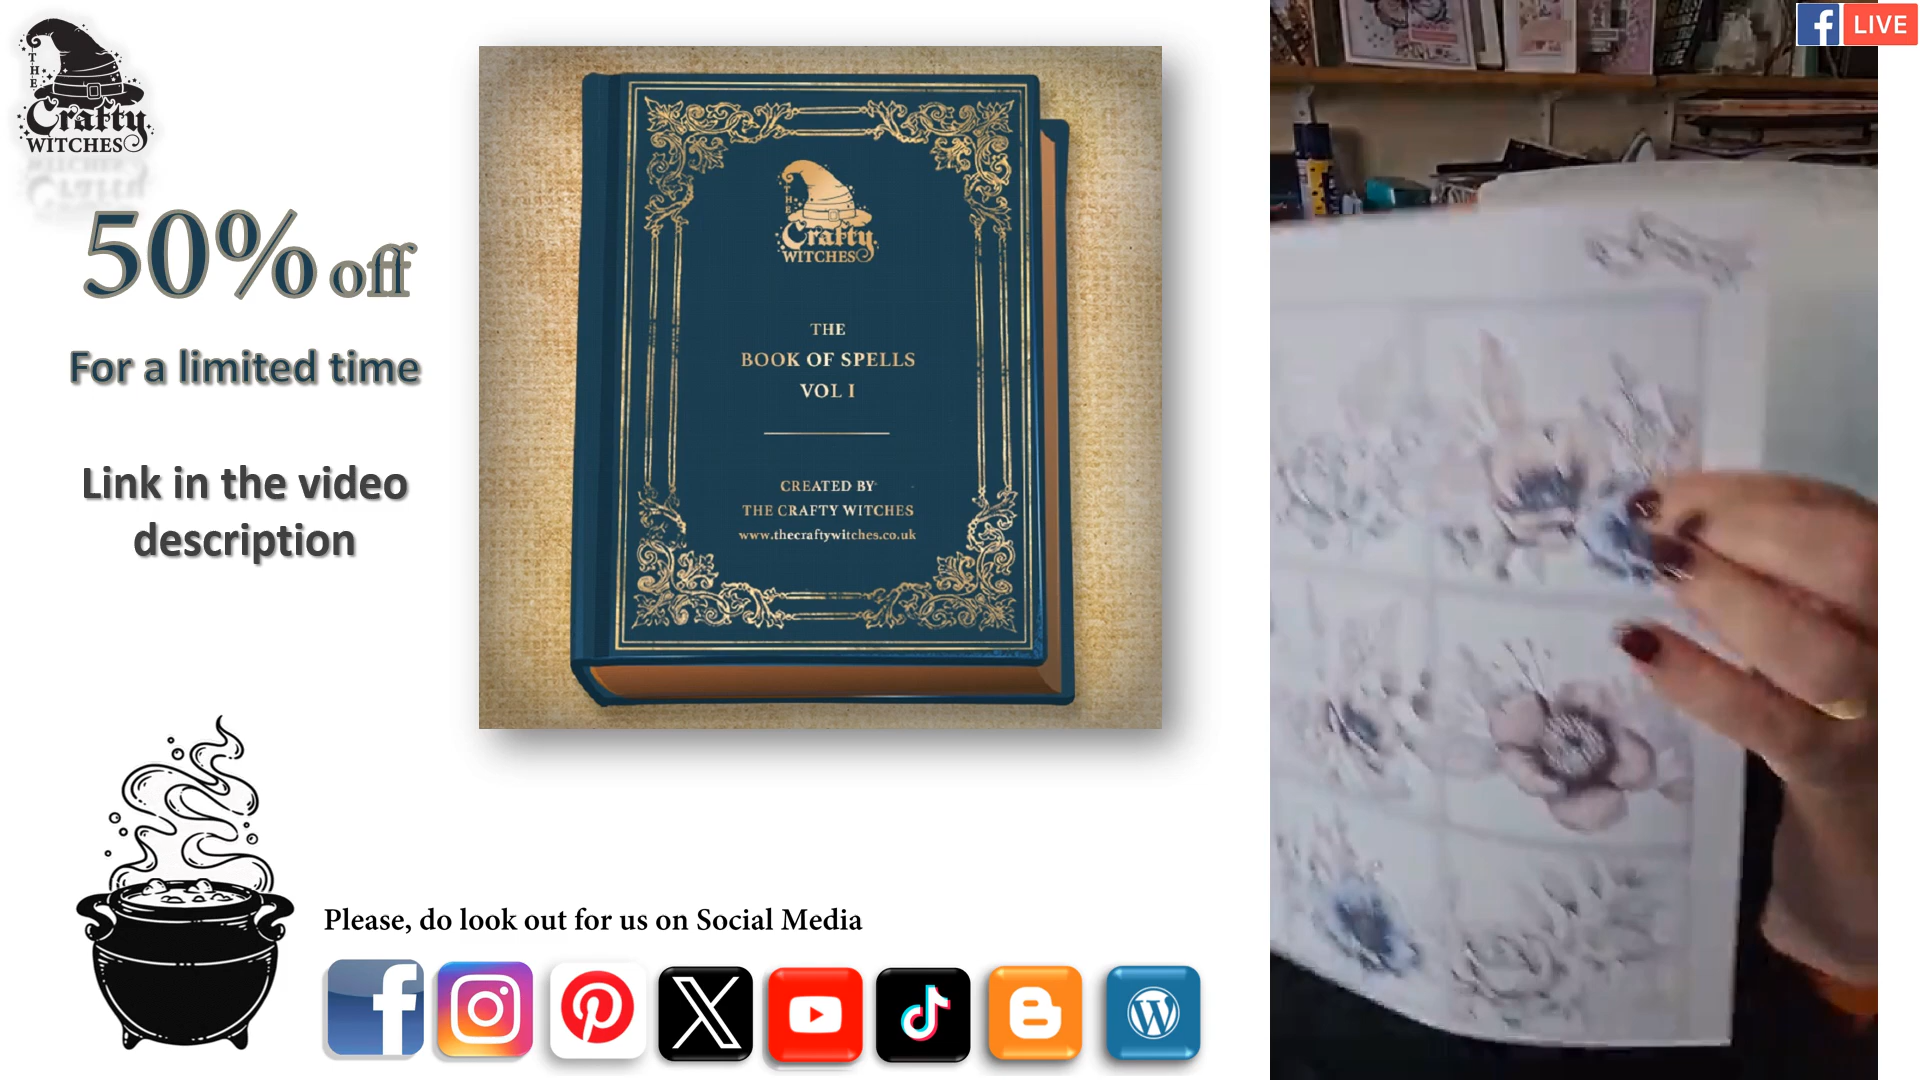 THE
Crafty
WITCHES
50% off
For a limited time
Link in the video
description
THE
Crafty
WITCHES
THE
BOOK OF SPELLS
VOL I
CREATED BY
THE CRAFTY WITCHES
www.thecraftywitches.co.uk
LIVE
Please, do look out for us on Social Media